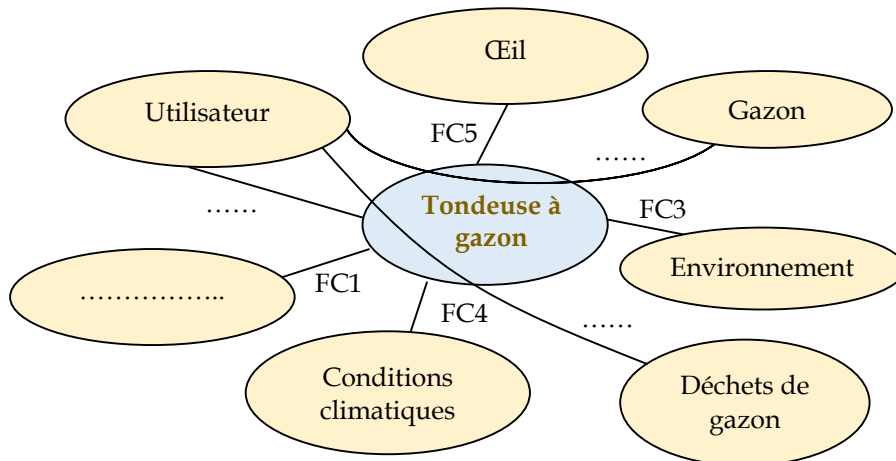 Œil
Utilisateur
Gazon
FC5
……
Tondeuse à
gazon
……
FC3
Environnement
……………..
FC1
FC4
……
Conditions
climatiques
Déchets de
gazon